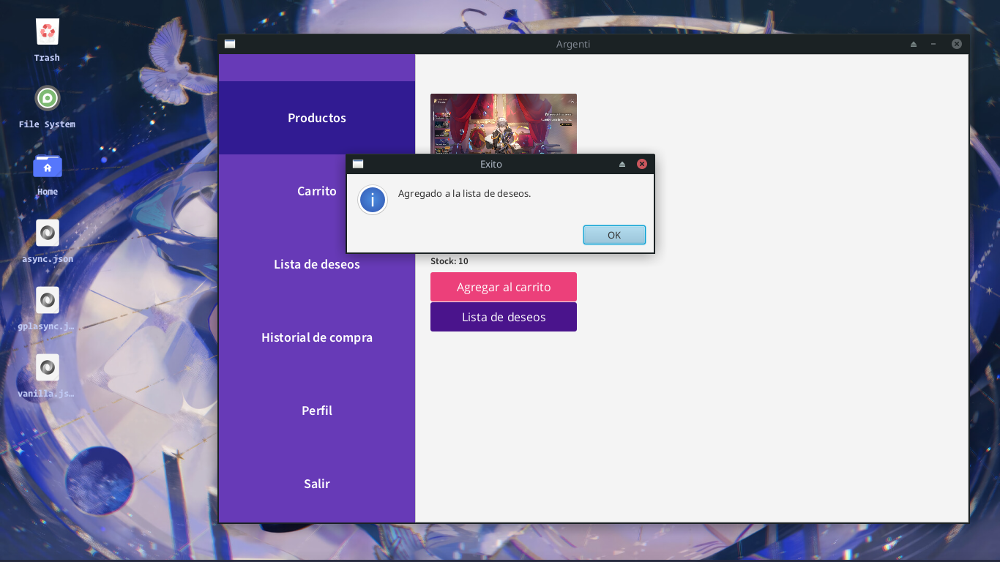 Trash
File System
Home
async.json
gplasync.j…
vanilla.js…
Argenti
Productos
Carrito
Lista de deseos
Historial de compra
Perfil
Salir
Exito
Agregado a la lista de deseos.
OK
Stock: 10
Agregar al carrito
Lista de deseos